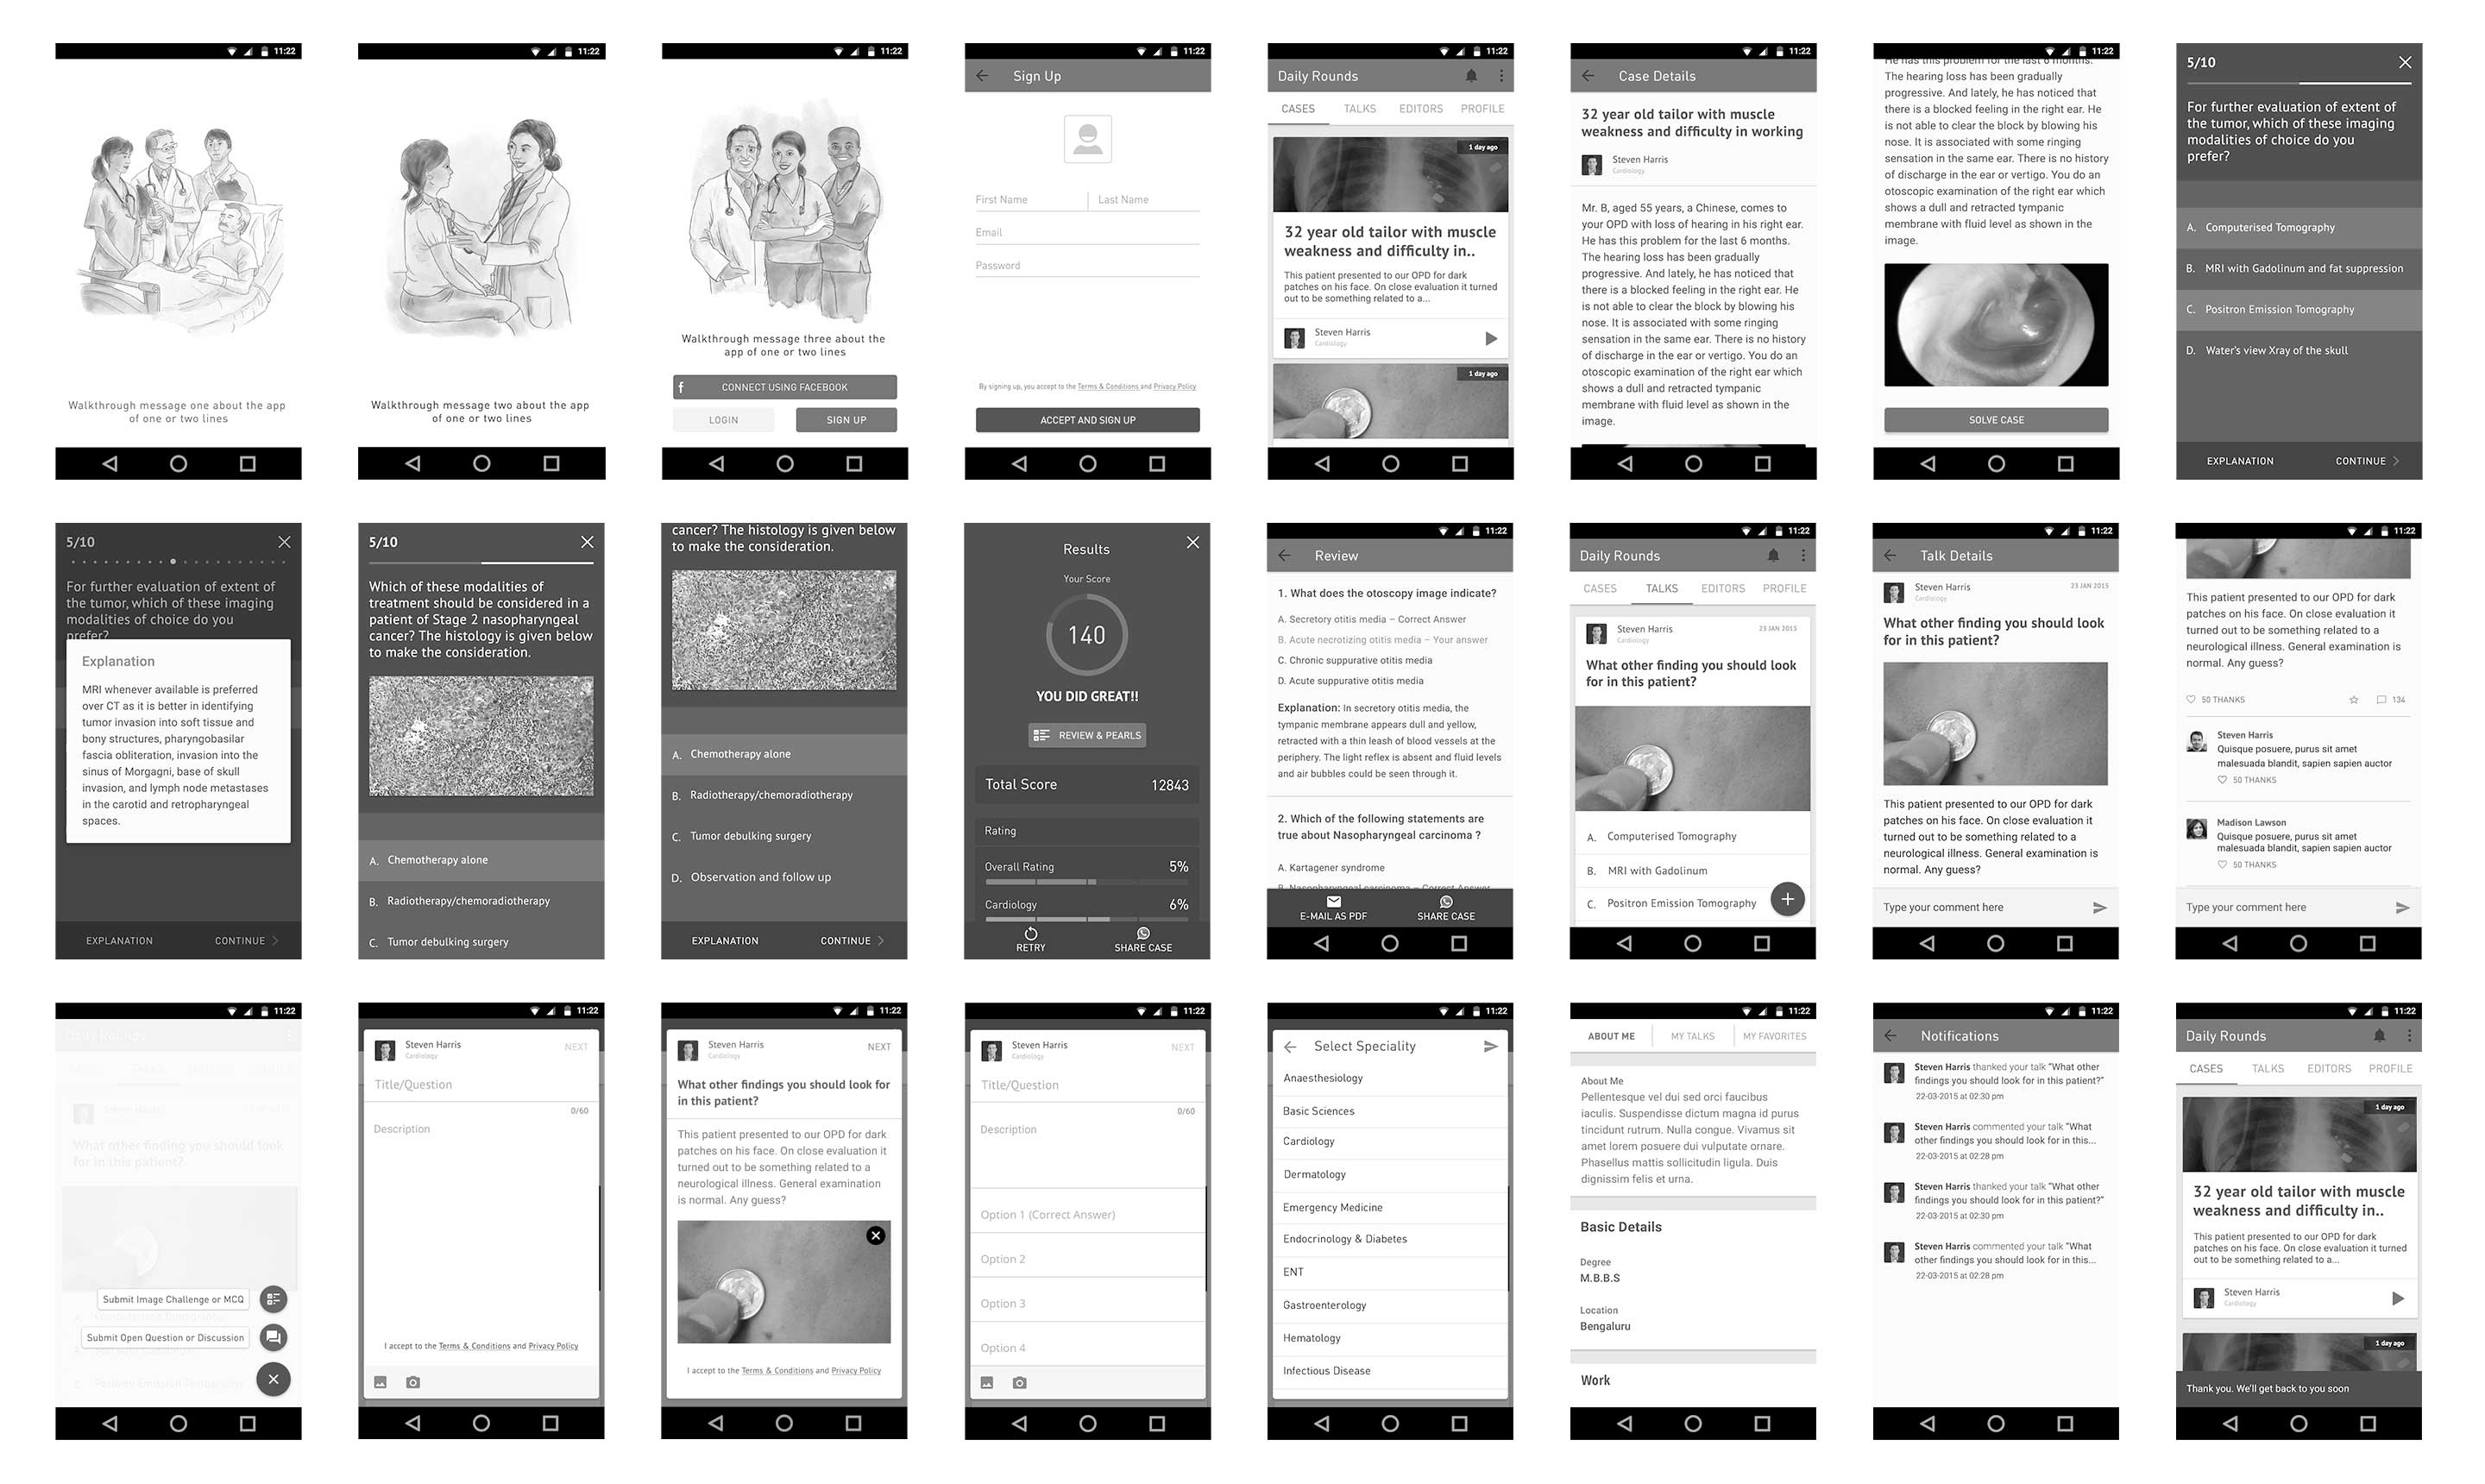 11:22
Walkthrough message one about the app
of one or two lines
11:22
Walkthrough message two about the app
of one or two lines
11:22
Walkthrough message three about the
app of one or two lines
f CONNECT USING FACEBOOK
LOGIN SIGN UP
11:22
Sign Up
First Name Last Name
Email
Password
By signing up, you accept to the Terms & Conditions and Privacy Policy
ACCEPT AND SIGN UP
11:22
Daily Rounds
CASES TALKS EDITORS PROFILE
1 day ago
32 year old tailor with muscle
weakness and difficulty in..
This patient presented to our OPD for dark
patches on his face. On close evaluation it turned
out to be something related to a...
Steven Harris
Cardiology
1 day ago
11:22
Case Details
32 year old tailor with muscle
weakness and difficulty in working
Steven Harris
Cardiology
Mr. B, aged 55 years, a Chinese, comes to
your OPD with loss of hearing in his right ear.
He has this problem for the last 6 months.
The hearing loss has been gradually
progressive. And lately, he has noticed that
there is a blocked feeling in the right ear. He
is not able to clear the block by blowing his
nose. It is associated with some ringing
sensation in the same ear. There is no history
of discharge in the ear or vertigo. You do an
otoscopic examination of the right ear which
shows a dull and retracted tympanic
membrane with fluid level as shown in the
image.
11:22
He has this problem for the last 6 months.
The hearing loss has been gradually
progressive. And lately, he has noticed that
there is a blocked feeling in the right ear. He
is not able to clear the block by blowing his
nose. It is associated with some ringing
sensation in the same ear. There is no history
of discharge in the ear or vertigo. You do an
otoscopic examination of the right ear which
shows a dull and retracted tympanic
membrane with fluid level as shown in the
image.
SOLVE CASE
5/10
For further evaluation of extent of
the tumor, which of these imaging
modalities of choice do you
prefer?
A. Computerised Tomography
B. MRI with Gadolinum and fat suppression
C. Positron Emission Tomography
D. Water's view Xray of the skull
EXPLANATION CONTINUE
5/10
For further evaluation of extent of
the tumor, which of these imaging
modalities of choice do you
prefer?
Explanation
MRI whenever available is preferred
over CT as it is better in identifying
tumor invasion into soft tissue and
bony structures, pharyngobasilar
fascia obliteration, invasion into the
sinus of Morgagni, base of skull
invasion, and lymph node metastases
in the carotid and retropharyngeal
spaces.
EXPLANATION CONTINUE
5/10
Which of these modalities of
treatment should be considered in a
patient of Stage 2 nasopharyngeal
cancer? The histology is given below
to make the consideration.
A. Chemotherapy alone
B. Radiotherapy/chemoradiotherapy
C. Tumor debulking surgery
cancer? The histology is given below
to make the consideration.
A. Chemotherapy alone
B. Radiotherapy/chemoradiotherapy
C. Tumor debulking surgery
D. Observation and follow up
EXPLANATION CONTINUE
Results
Your Score
140
YOU DID GREAT!!
REVIEW & PEARLS
Total Score 12843
Rating
Overall Rating 5%
Cardiology 6%
RETRY SHARE CASE
11:22
Review
1. What does the otoscopy image indicate?
A. Secretory otitis media – Correct Answer
B. Acute necrotizing otitis media – Your answer
C. Chronic suppurative otitis media
D. Acute suppurative otitis media
Explanation: In secretory otitis media, the
tympanic membrane appears dull and yellow,
retracted with a thin leash of blood vessels at the
periphery. The light reflex is absent and fluid levels
and air bubbles could be seen through it.
2. Which of the following statements are
true about Nasopharyngeal carcinoma ?
A. Kartagener syndrome
B. Nasopharyngeal carcinoma – Correct Answer
E-MAIL AS PDF SHARE CASE
11:22
Daily Rounds
CASES TALKS EDITORS PROFILE
Steven Harris 23 JAN 2015
Cardiology
What other finding you should look
for in this patient?
A. Computerised Tomography
B. MRI with Gadolinum
C. Positron Emission Tomography
11:22
Talk Details
Steven Harris 23 JAN 2015
Cardiology
What other finding you should look
for in this patient?
This patient presented to our OPD for dark
patches on his face. On close evaluation it
turned out to be something related to a
neurological illness. General examination is
normal. Any guess?
Type your comment here
11:22
This patient presented to our OPD for dark
patches on his face. On close evaluation it
turned out to be something related to a
neurological illness. General examination is
normal. Any guess?
50 THANKS 134
Steven Harris
Quisque posuere, purus sit amet
malesuada blandit, sapien sapien auctor
50 THANKS
Madison Lawson
Quisque posuere, purus sit amet
malesuada blandit, sapien sapien auctor
50 THANKS
Type your comment here
11:22
Daily Rounds
TALKS
Steven Harris
What other finding you should look
for in this patient?
Submit Image Challenge or MCQ
Submit Open Question or Discussion
C. Positron Emission Tomography
11:22
Steven Harris NEXT
Cardiology
Title/Question
0/60
Description
I accept to the Terms & Conditions and Privacy Policy
11:22
Steven Harris NEXT
Cardiology
What other findings you should look for
in this patient?
This patient presented to our OPD for dark
patches on his face. On close evaluation it
turned out to be something related to a
neurological illness. General examination
is normal. Any guess?
I accept to the Terms & Conditions and Privacy Policy
11:22
Steven Harris NEXT
Cardiology
Title/Question
0/60
Description
Option 1 (Correct Answer)
Option 2
Option 3
Option 4
11:22
Select Speciality
Anaesthesiology
Basic Sciences
Cardiology
Dermatology
Emergency Medicine
Endocrinology & Diabetes
ENT
Gastroenterology
Hematology
Infectious Disease
11:22
ABOUT ME MY TALKS MY FAVORITES
About Me
Pellentesque vel dui sed orci faucibus
iaculis. Suspendisse dictum magna id purus
tincidunt rutrum. Nulla congue. Vivamus sit
amet lorem posuere dui vulputate ornare.
Phasellus mattis sollicitudin ligula. Duis
dignissim felis et urna.
Basic Details
Degree
M.B.B.S
Location
Bengaluru
Work
11:22
Notifications
Steven Harris thanked your talk "What other
findings you should look for in this patient?"
22-03-2015 at 02:30 pm
Steven Harris commented your talk "What
other findings you should look for in this...
22-03-2015 at 02:28 pm
Steven Harris thanked your talk "What other
findings you should look for in this patient?"
22-03-2015 at 02:30 pm
Steven Harris commented your talk "What
other findings you should look for in this...
22-03-2015 at 02:28 pm
11:22
Daily Rounds
CASES TALKS EDITORS PROFILE
1 day ago
32 year old tailor with muscle
weakness and difficulty in..
This patient presented to our OPD for dark
patches on his face. On close evaluation it turned
out to be something related to a...
Steven Harris
Cardiology
1 day ago
Thank you. We'll get back to you soon